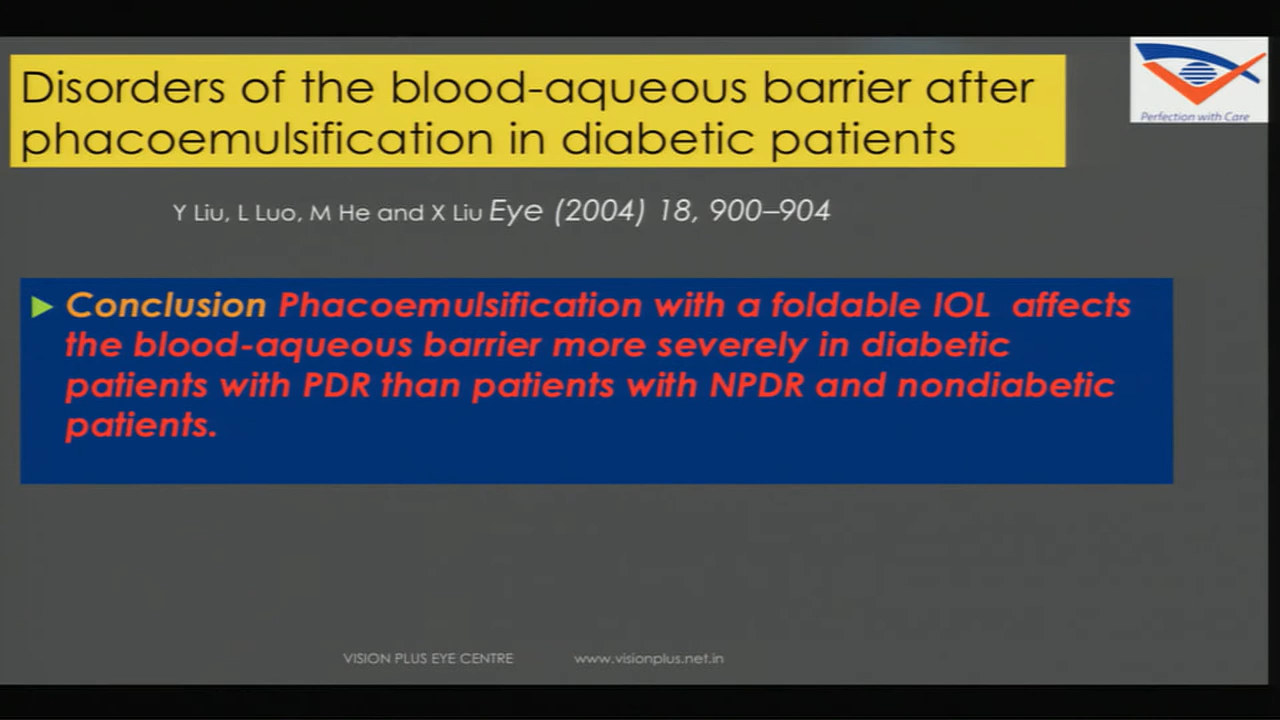 Disorders of the blood-aqueous barrier after
phacoemulsification in diabetic patients
Perfection with Care
Y Liu, L Luo, M He and X Liu Eye (2004) 18, 900–904
Conclusion Phacoemulsification with a foldable IOL affects
the blood-aqueous barrier more severely in diabetic
patients with PDR than patients with NPDR and nondiabetic
patients.
VISION PLUS EYE CENTRE www.visionplus.net.in